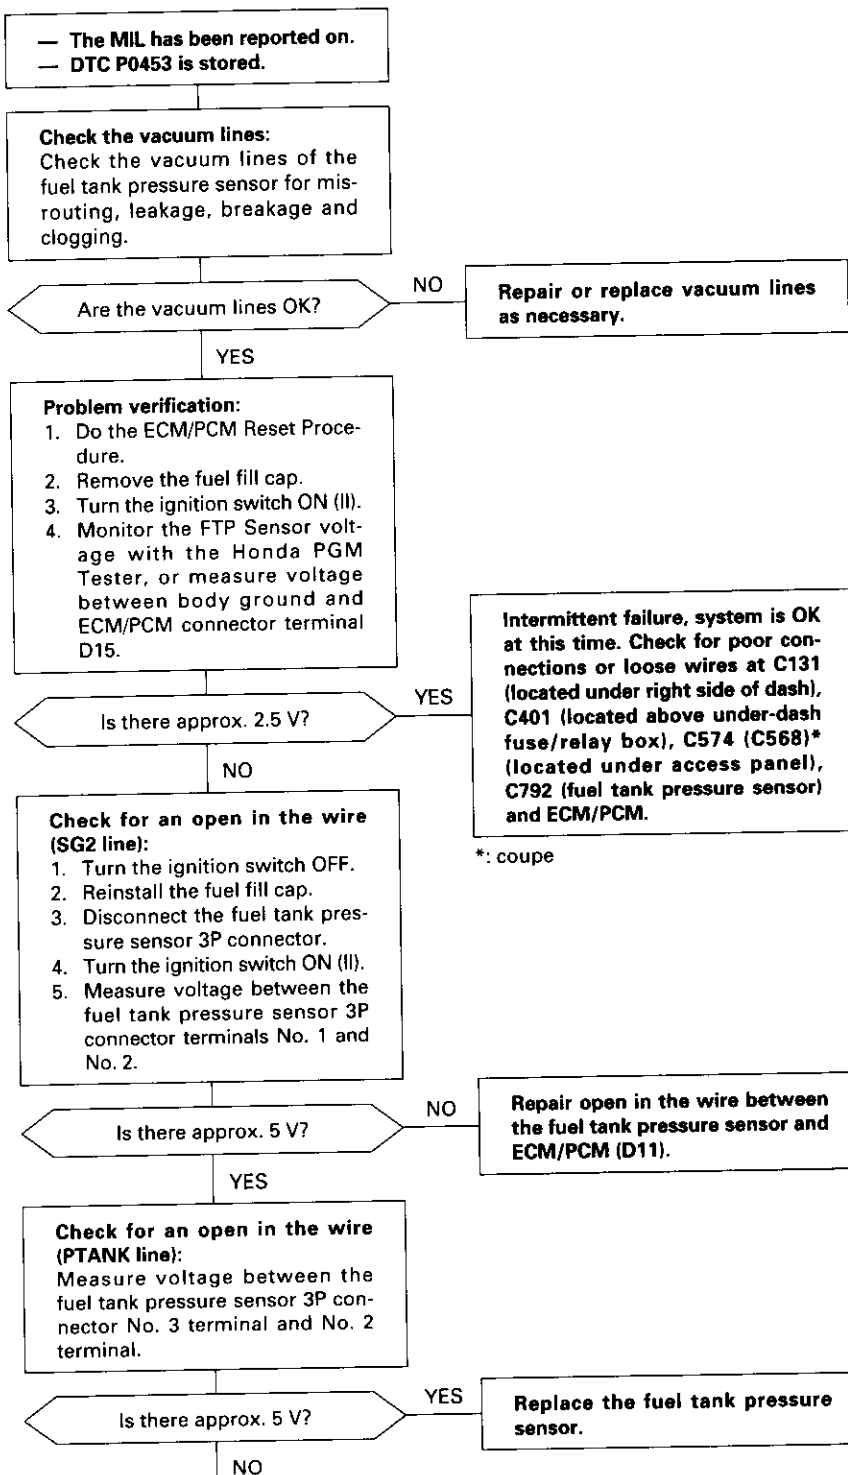 — The MIL has been reported on.
— DTC P0453 is stored.
Check the vacuum lines:
Check the vacuum lines of the
fuel tank pressure sensor for mis-
routing, leakage, breakage and
clogging.
Are the vacuum lines OK?
NO
Repair or replace vacuum lines
as necessary.
YES
Problem verification:
1. Do the ECM/PCM Reset Proce-
dure.
2. Remove the fuel fill cap.
3. Turn the ignition switch ON (II).
4. Monitor the FTP Sensor volt-
age with the Honda PGM
Tester, or measure voltage
between body ground and
ECM/PCM connector terminal
D15.
Is there approx. 2.5 V?
YES
Intermittent failure, system is OK
at this time. Check for poor con-
nections or loose wires at C131
(located under right side of dash),
C401 (located above under-dash
fuse/relay box), C574 (C568)*
(located under access panel),
C792 (fuel tank pressure sensor)
and ECM/PCM.
*: coupe
NO
Check for an open in the wire
(SG2 line):
1. Turn the ignition switch OFF.
2. Reinstall the fuel fill cap.
3. Disconnect the fuel tank pres-
sure sensor 3P connector.
4. Turn the ignition switch ON (II).
5. Measure voltage between the
fuel tank pressure sensor 3P
connector terminals No. 1 and
No. 2.
Is there approx. 5 V?
NO
Repair open in the wire between
the fuel tank pressure sensor and
ECM/PCM (D11).
YES
Check for an open in the wire
(PTANK line):
Measure voltage between the
fuel tank pressure sensor 3P con-
nector No. 3 terminal and No. 2
terminal.
Is there approx. 5 V?
YES
Replace the fuel tank pressure
sensor.
NO